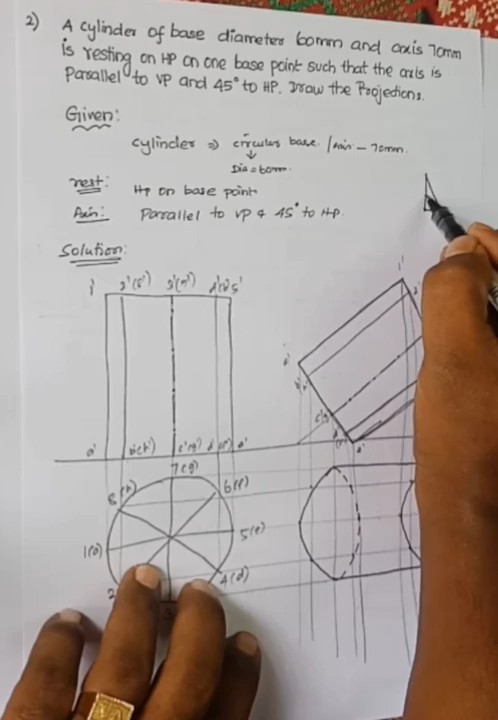 2) A cylinder of base diameter 60mm and axis 70mm
is resting on HP on one base point such that the axis is
Parallel to VP and 45° to HP. Draw the Projections.
Given:
Cylinder ⇒ circular base / Axis - 70mm.
↓
Dia = 60mm.
rest: HP on base point
Axis: Parallel to VP & 45° to HP.
Solution:
1' 2'(8') 3'(7') 5'
a' b'(h') c'(g') e'
7(g)
8(h) 6(f)
1(a) 5(e)
2 4(d)
3